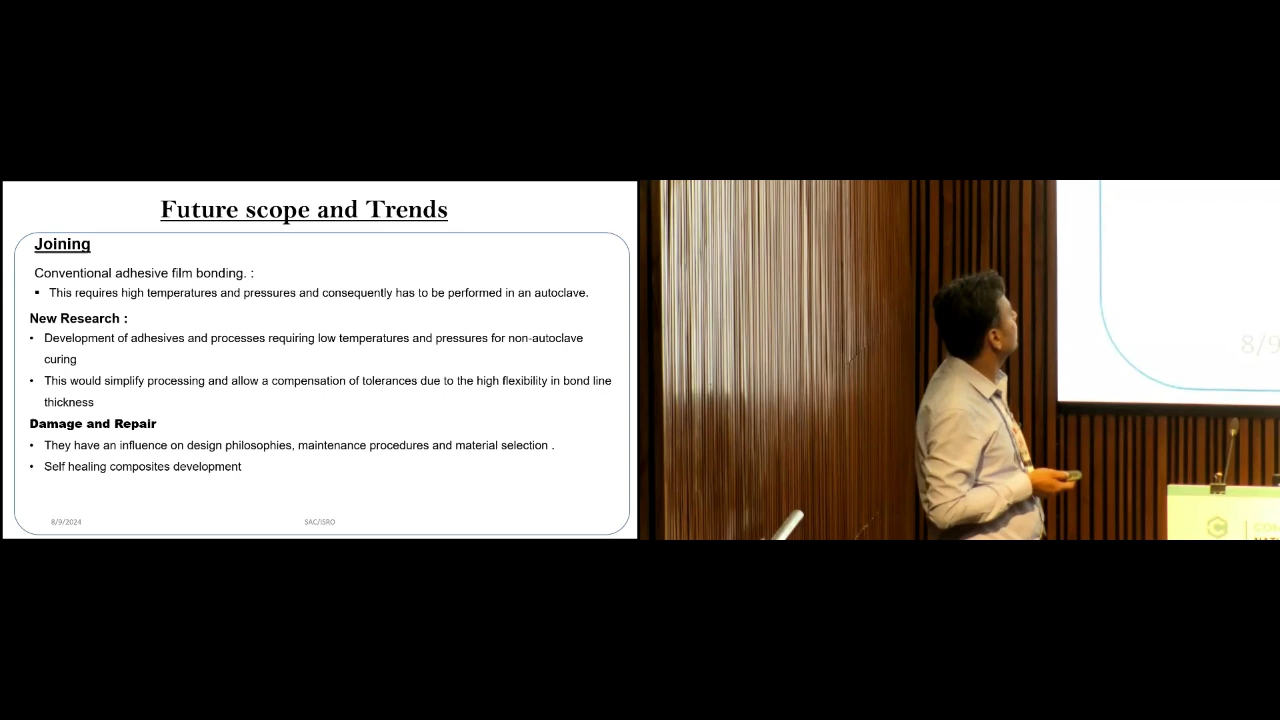 Future scope and Trends
Joining
Conventional adhesive film bonding. :
▪ This requires high temperatures and pressures and consequently has to be performed in an autoclave.
New Research :
• Development of adhesives and processes requiring low temperatures and pressures for non-autoclave
curing
• This would simplify processing and allow a compensation of tolerances due to the high flexibility in bond line
thickness
Damage and Repair
• They have an influence on design philosophies, maintenance procedures and material selection .
• Self healing composites development
8/9/2024
SAC/ISRO
8/9